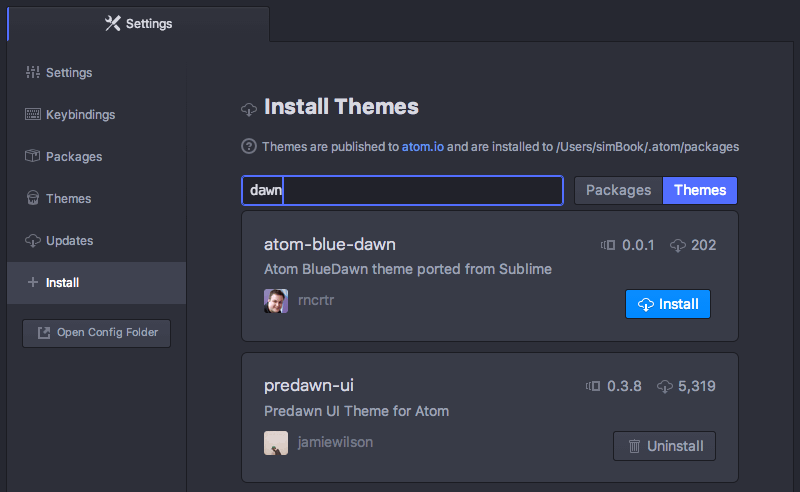 Settings
Settings
Keybindings
Packages
Themes
Updates
Install
Open Config Folder
Install Themes
Themes are published to atom.io and are installed to /Users/simBook/.atom/packages
dawn
Packages Themes
atom-blue-dawn 0.0.1 202
Atom BlueDawn theme ported from Sublime
rncrtr Install
predawn-ui 0.3.8 5,319
Predawn UI Theme for Atom
jamiewilson Uninstall